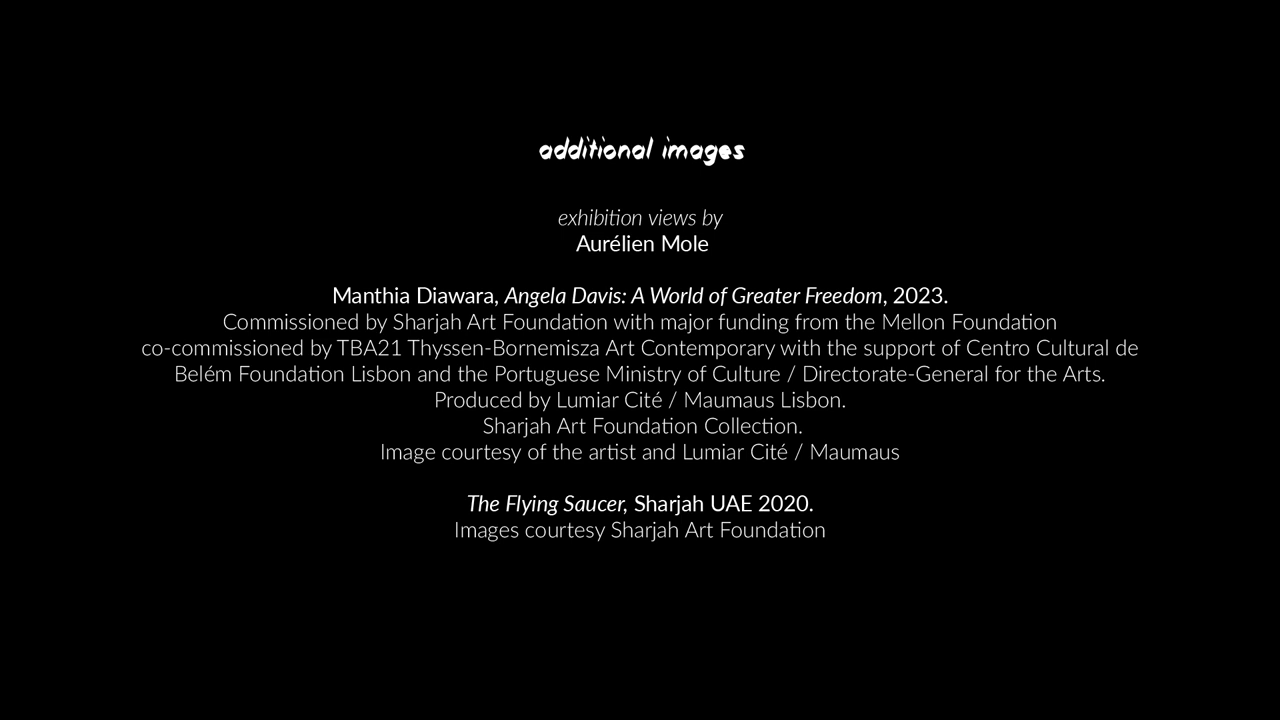 additional images
exhibition views by
Aurélien Mole
Manthia Diawara, Angela Davis: A World of Greater Freedom, 2023.
Commissioned by Sharjah Art Foundation with major funding from the Mellon Foundation
co-commissioned by TBA21 Thyssen-Bornemisza Art Contemporary with the support of Centro Cultural de
Belém Foundation Lisbon and the Portuguese Ministry of Culture / Directorate-General for the Arts.
Produced by Lumiar Cité / Maumaus Lisbon.
Sharjah Art Foundation Collection.
Image courtesy of the artist and Lumiar Cité / Maumaus
The Flying Saucer, Sharjah UAE 2020.
Images courtesy Sharjah Art Foundation